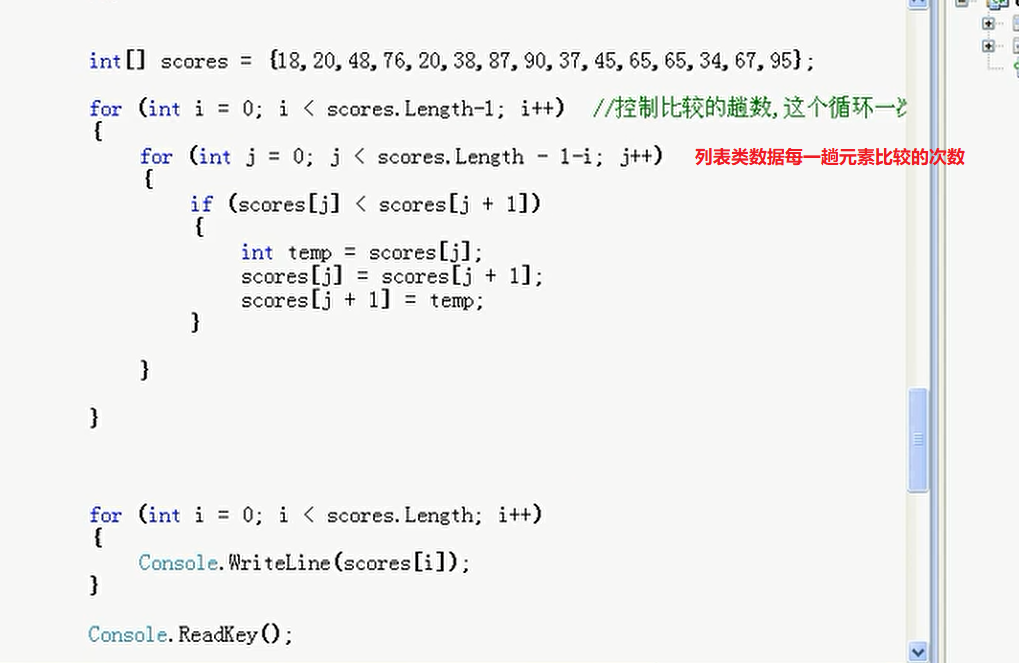 int[] scores = {18,20,48,76,20,38,87,90,37,45,65,65,34,67,95};
for (int i = 0; i < scores.Length-1; i++) //控制比较的趟数,这个循环一
{
for (int j = 0; j < scores.Length - 1-i; j++) 列表类数据每一趟元素比较的次数
{
if (scores[j] < scores[j + 1])
{
int temp = scores[j];
scores[j] = scores[j + 1];
scores[j + 1] = temp;
}
}
}
for (int i = 0; i < scores.Length; i++)
{
Console.WriteLine(scores[i]);
}
Console.ReadKey();